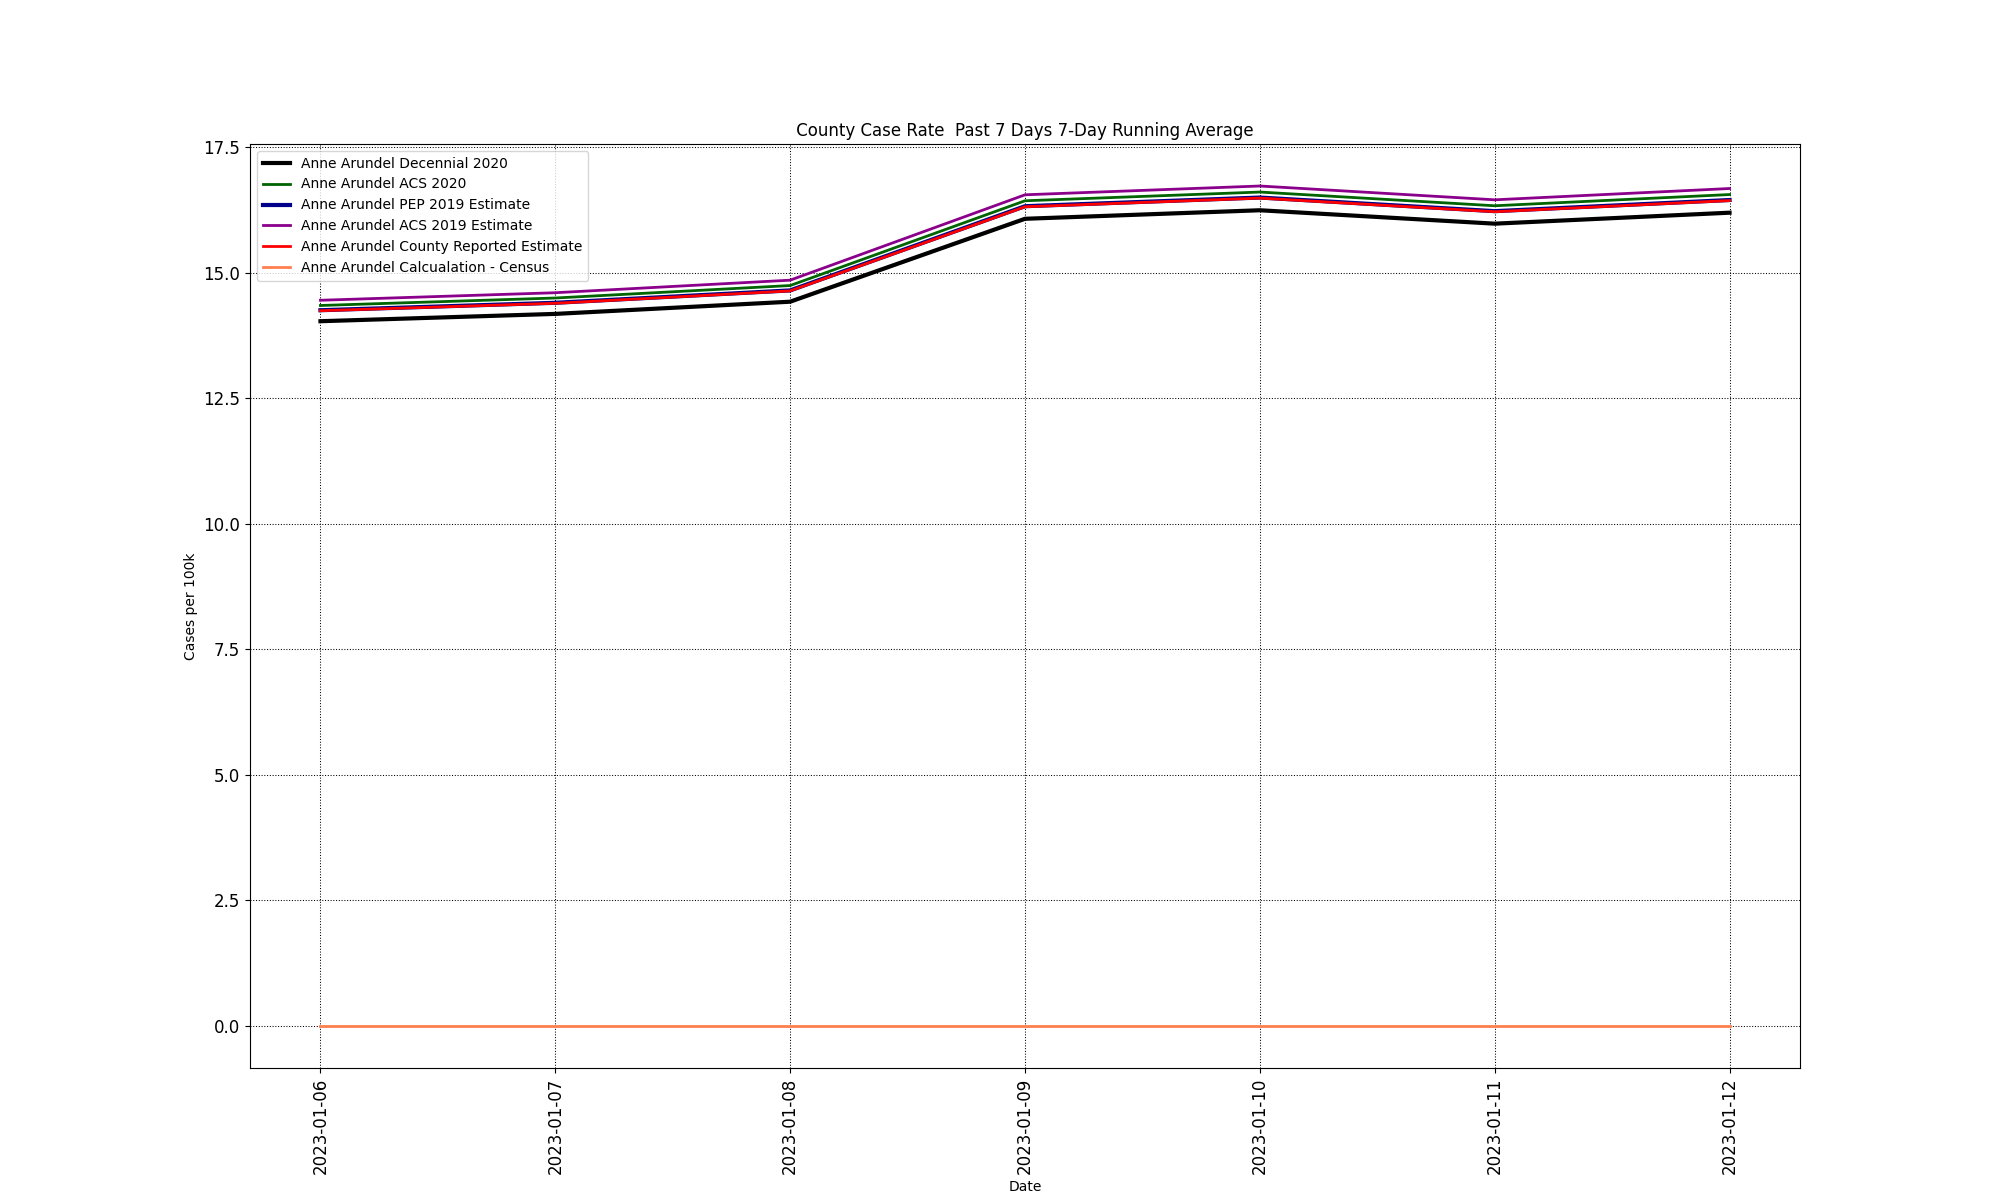 County Case Rate  Past 7 Days 7-Day Running Average
Anne Arundel Decennial 2020
Anne Arundel ACS 2020
Anne Arundel PEP 2019 Estimate
Anne Arundel ACS 2019 Estimate
Anne Arundel County Reported Estimate
Anne Arundel Calcualation - Census
17.5
15.0
12.5
10.0
7.5
5.0
2.5
0.0
Cases per 100k
2023-01-06
2023-01-07
2023-01-08
2023-01-09
2023-01-10
2023-01-11
2023-01-12
Date